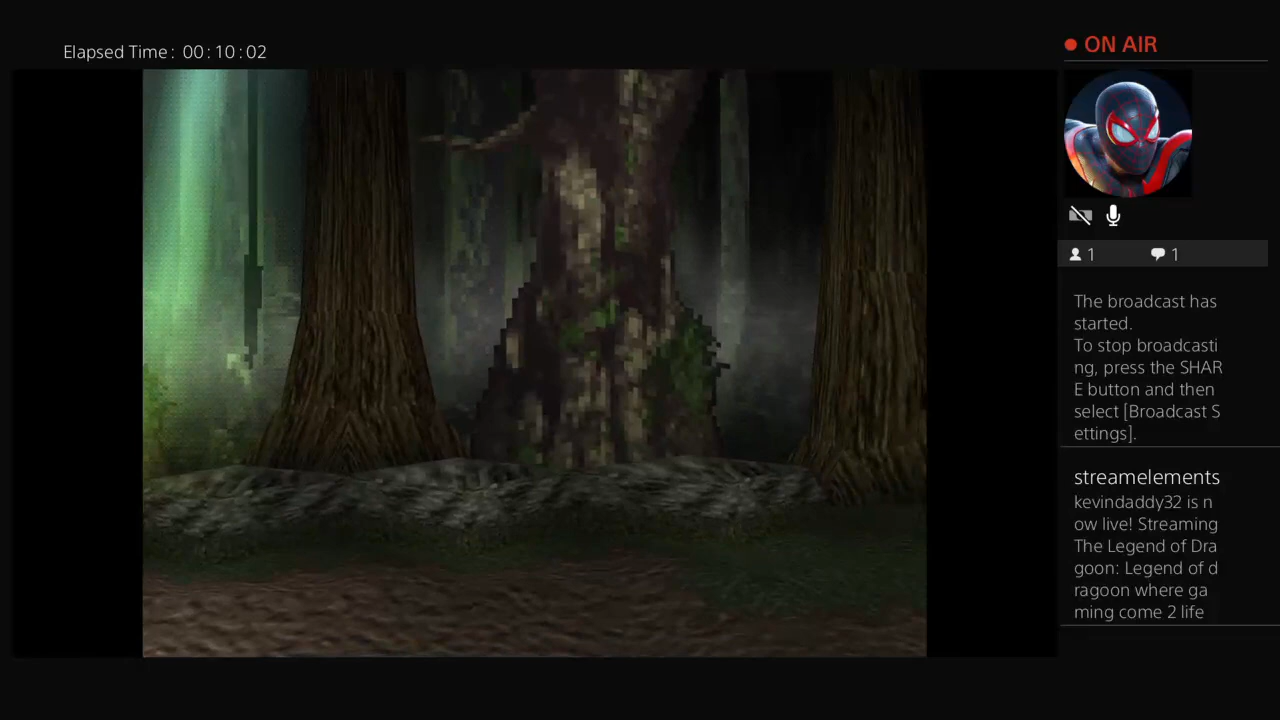 Elapsed Time: 00:10:02
ON AIR
1
1
The broadcast has
started.
To stop broadcasti
ng, press the SHAR
E button and then
select [Broadcast S
ettings].
streamelements
kevindaddy32 is n
ow live! Streaming
The Legend of Dra
goon: Legend of d
ragoon where ga
ming come 2 life